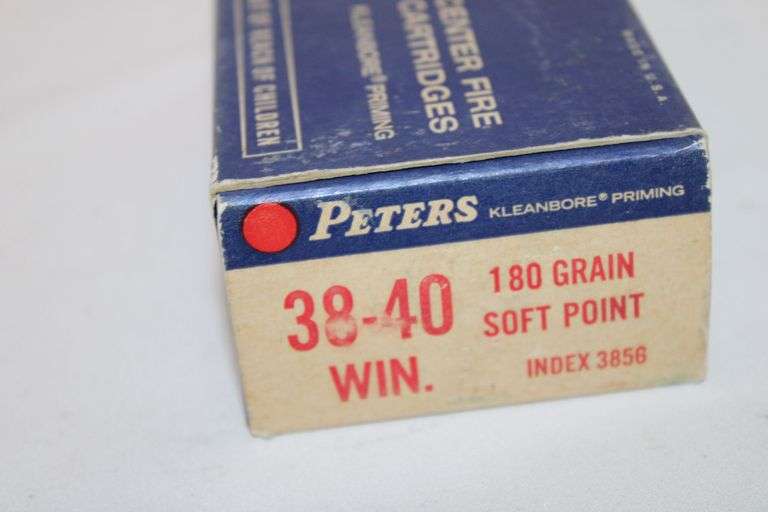 CENTER FIRE
CARTRIDGES
KLEANBORE® PRIMING
OF REACH OF CHILDREN
MADE IN U.S.A.
PETERS KLEANBORE® PRIMING
38-40
WIN.
180 GRAIN
SOFT POINT
INDEX 3856